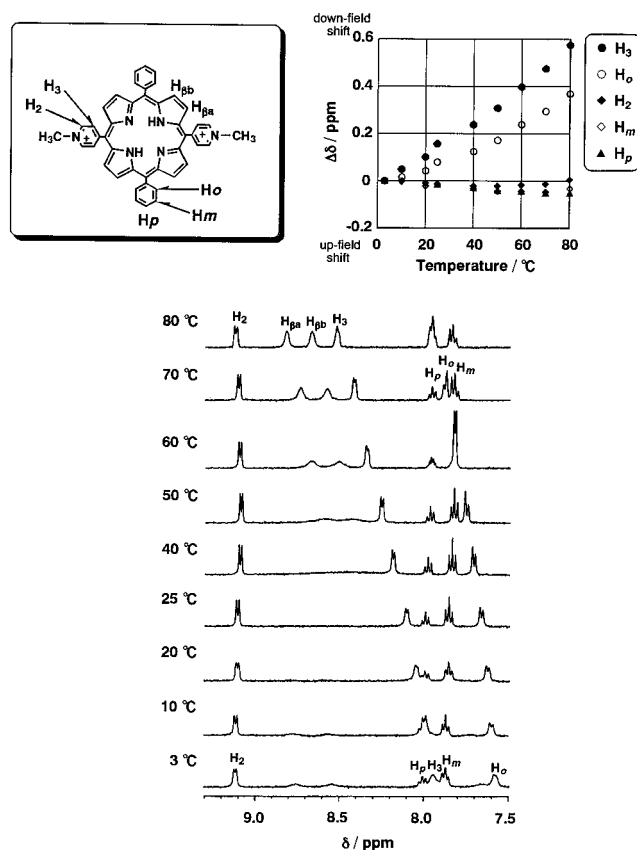 H3
H2
Hβb
Hβa
N
HN
H3C
N
+
NH
N
N
+
CH3
Ho
Hm
Hp
down-field
shift
0.6
0.4
0.2
0
-0.2
Δδ / ppm
up-field
shift
0
20
40
60
80
Temperature / °C
H3
Ho
H2
Hm
Hp
80 °C
H2
Hβa
Hβb
H3
70 °C
Hp
Ho
Hm
60 °C
50 °C
40 °C
25 °C
20 °C
10 °C
3 °C
H2
Hp
H3
Hm
Ho
9.0
8.5
8.0
7.5
δ / ppm